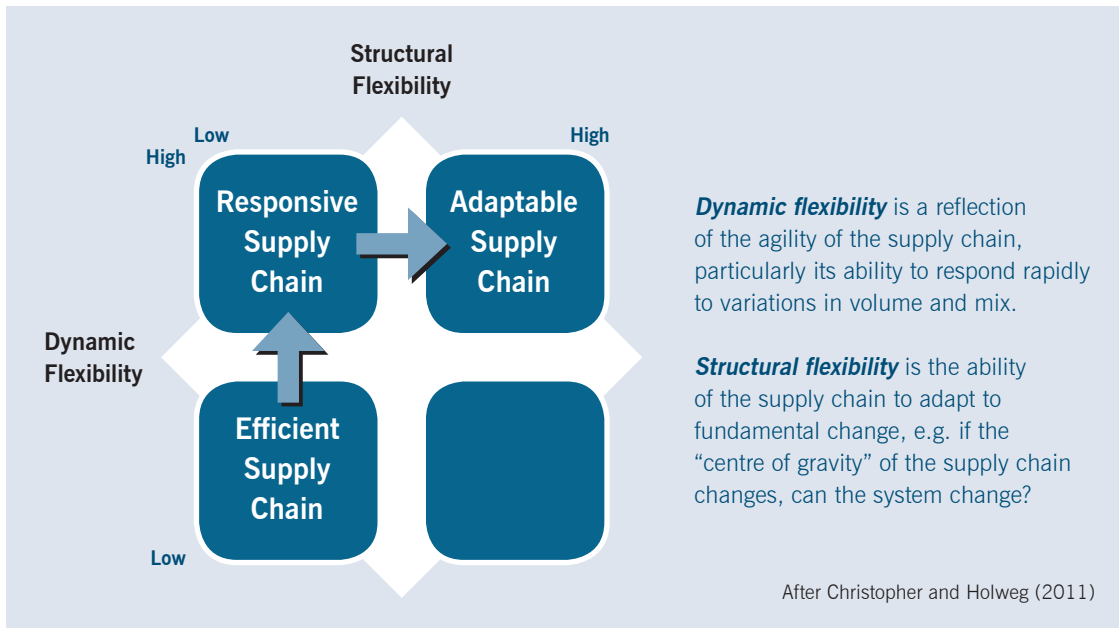 Structural
Flexibility
Low
High
High
Responsive
Supply
Chain
Adaptable
Supply
Chain
Dynamic
Flexibility
Efficient
Supply
Chain
Low
Dynamic flexibility is a reflection
of the agility of the supply chain,
particularly its ability to respond rapidly
to variations in volume and mix.
Structural flexibility is the ability
of the supply chain to adapt to
fundamental change, e.g. if the
“centre of gravity” of the supply chain
changes, can the system change?
After Christopher and Holweg (2011)